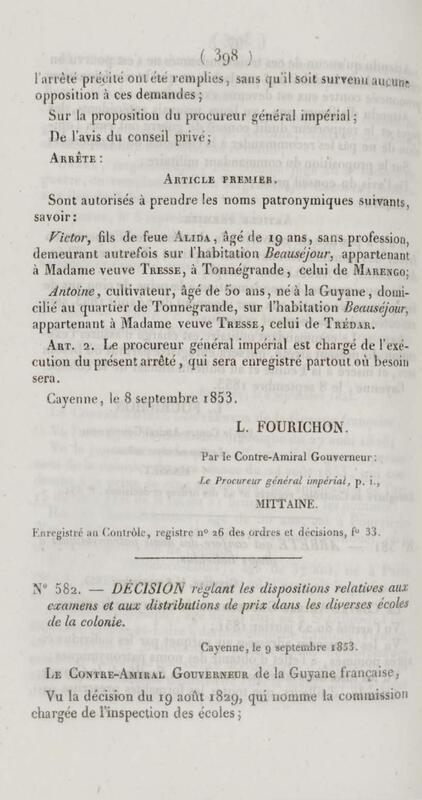 ( 398 )
l'arrêté précité ont été remplies, sans qu'il soit survenu aucune
opposition à ces demandes ;
Sur la proposition du procureur général impérial ;
De l'avis du conseil privé ;
ARRÊTE :
ARTICLE PREMIER.
Sont autorisés à prendre les noms patronymiques suivants,
savoir :
Victor, fils de feue ALIDA, âgé de 19 ans, sans profession,
demeurant autrefois sur l'habitation Beauséjour, appartenant
à Madame veuve TRESSE, à Tonnégrande, celui de MARENGO;
Antoine, cultivateur, âgé de 50 ans, né à la Guyane, domi-
cilié au quartier de Tonnégrande, sur l'habitation Beauséjour,
appartenant à Madame veuve TRESSE, celui de TRÉDAR.
ART. 2. Le procureur général impérial est chargé de l'exé-
cution du présent arrêté, qui sera enregistré partout où besoin
sera.
Cayenne, le 8 septembre 1853.
L. FOURICHON.
Par le Contre-Amiral Gouverneur :
Le Procureur général impérial, p. i.,
MITTAINE.
Enregistré au Contrôle, registre n° 26 des ordres et décisions, f° 33.
N° 582. — DÉCISION réglant les dispositions relatives aux
examens et aux distributions de prix dans les diverses écoles
de la colonie.
Cayenne, le 9 septembre 1853.
LE CONTRE-AMIRAL GOUVERNEUR de la Guyane française,
Vu la décision du 19 août 1829, qui nomme la commission
chargée de l'inspection des écoles ;